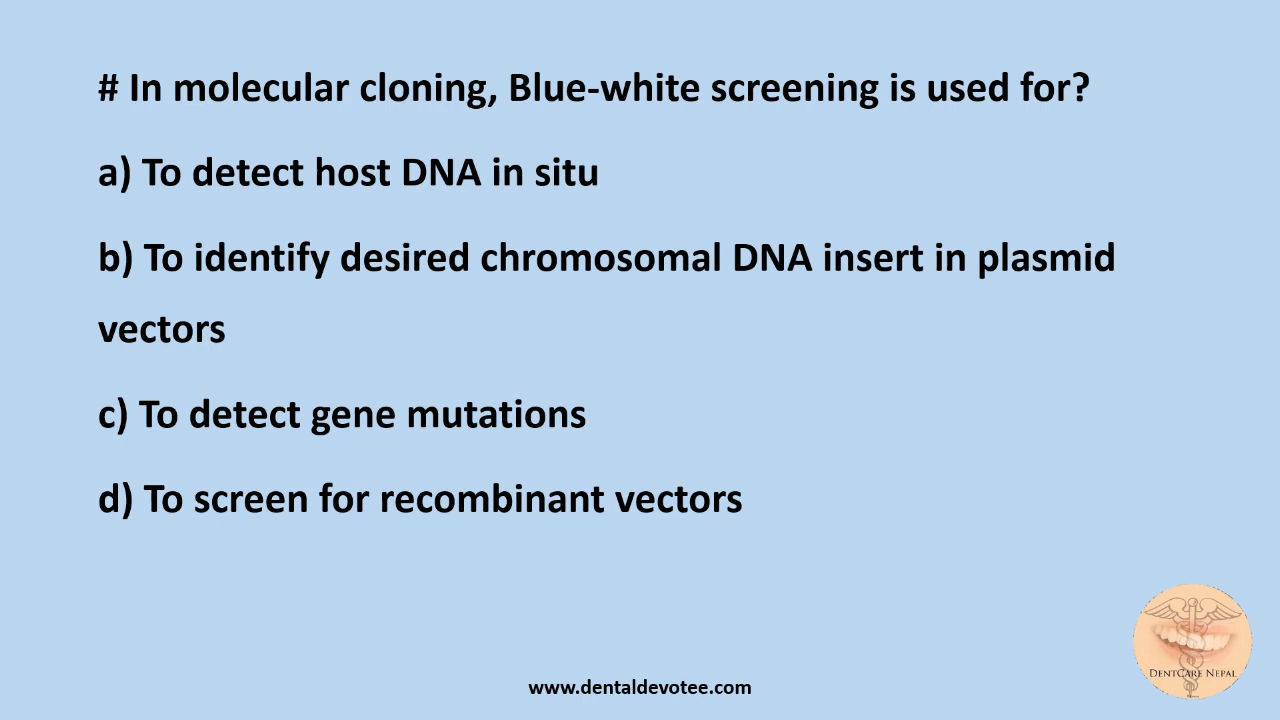 # In molecular cloning, Blue-white screening is used for?
a) To detect host DNA in situ
b) To identify desired chromosomal DNA insert in plasmid
vectors
c) To detect gene mutations
d) To screen for recombinant vectors
DENTCARE NEPAL
www.dentaldevotee.com